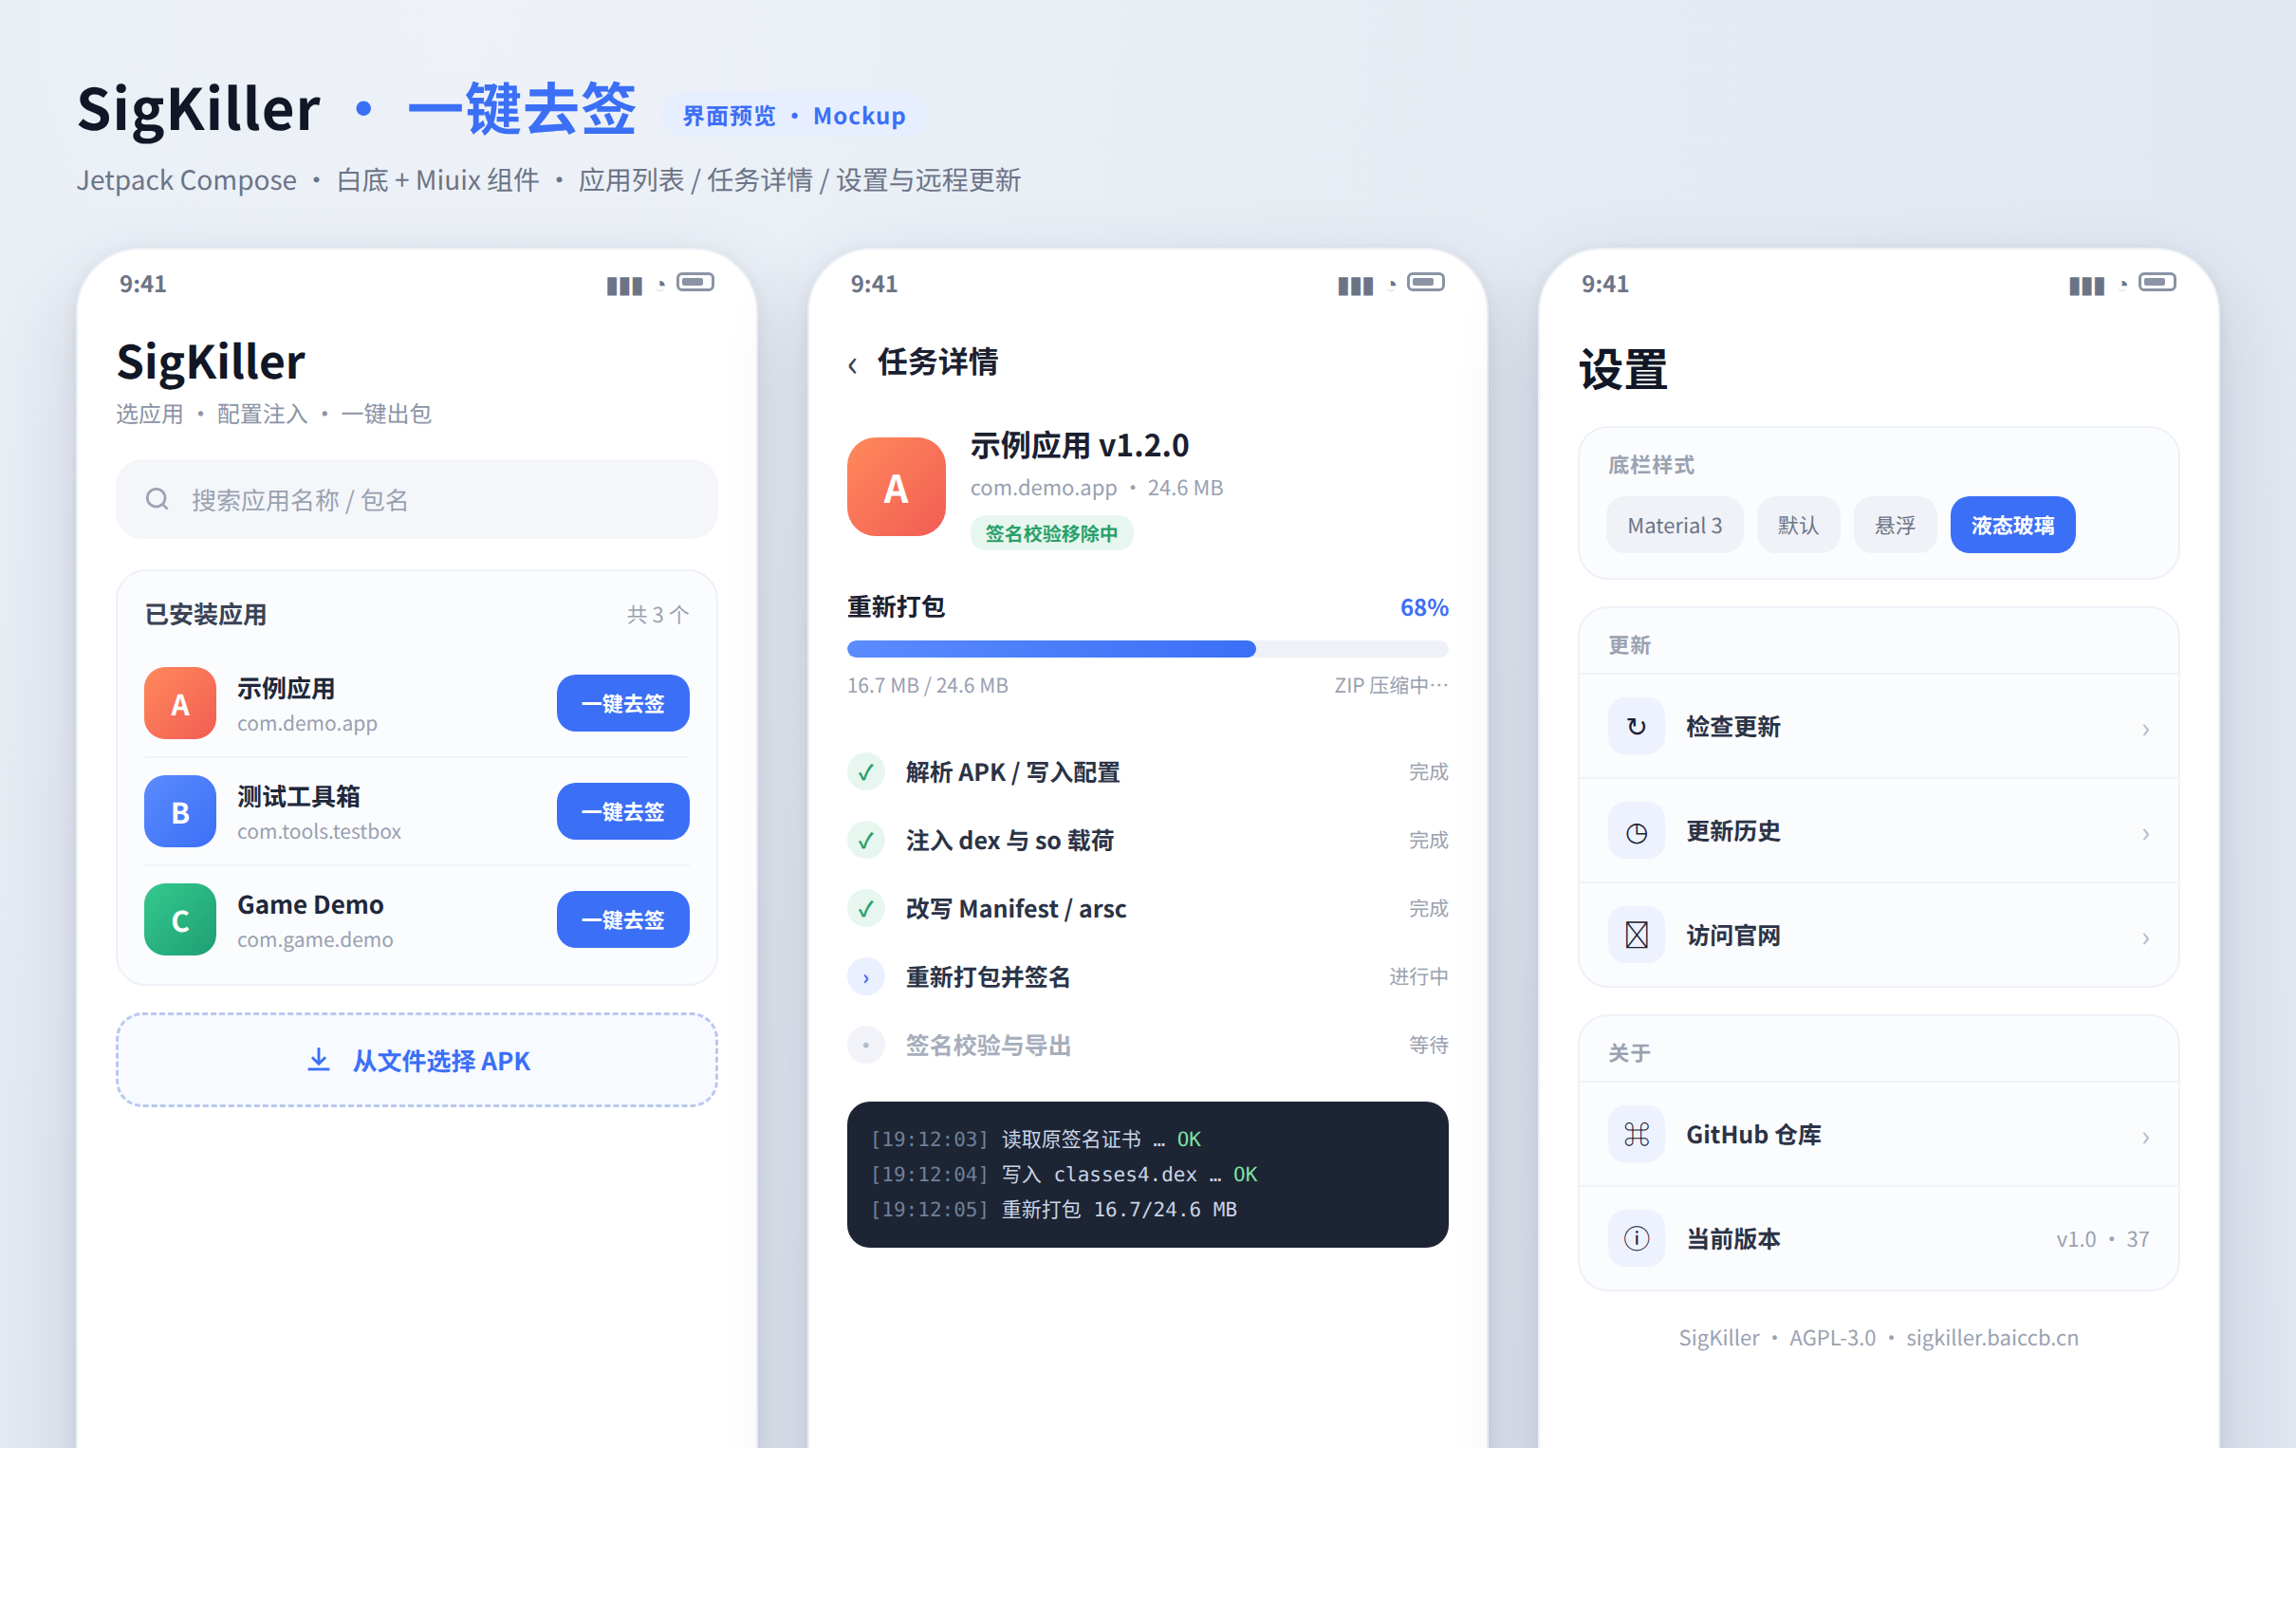 SigKiller · 一键去签 界面预览 · Mockup
Jetpack Compose · 白底 + Miuix 组件 · 应用列表 / 任务详情 / 设置与远程更新
9:41
SigKiller
选应用 · 配置注入 · 一键出包
搜索应用名称 / 包名
已安装应用 共 3 个
A 示例应用 一键去签
com.demo.app
B 测试工具箱 一键去签
com.tools.testbox
C Game Demo 一键去签
com.game.demo
从文件选择 APK
9:41
‹ 任务详情
A 示例应用 v1.2.0
com.demo.app · 24.6 MB
签名校验移除中
重新打包 68%
16.7 MB / 24.6 MB ZIP 压缩中…
✓ 解析 APK / 写入配置 完成
✓ 注入 dex 与 so 载荷 完成
✓ 改写 Manifest / arsc 完成
› 重新打包并签名 进行中
• 签名校验与导出 等待
[19:12:03] 读取原签名证书 … OK
[19:12:04] 写入 classes4.dex … OK
[19:12:05] 重新打包 16.7/24.6 MB
9:41
设置
底栏样式
Material 3 默认 悬浮 液态玻璃
更新
↻ 检查更新 ›
◷ 更新历史 ›
访问官网 ›
关于
⌘ GitHub 仓库 ›
ⓘ 当前版本 v1.0 · 37
SigKiller · AGPL-3.0 · sigkiller.baiccb.cn